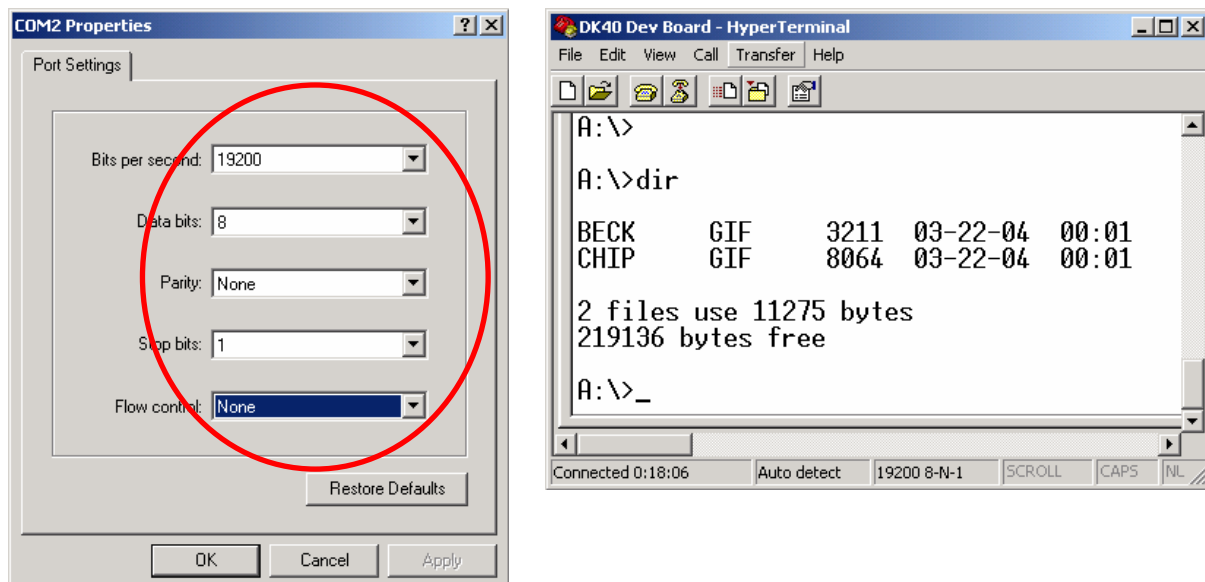 COM2 Properties
Port Settings
Bits per second: 19200
Data bits: 8
Parity: None
Stop bits: 1
Flow control: None
Restore Defaults
OK Cancel Apply
DK40 Dev Board - HyperTerminal
File Edit View Call Transfer Help
A:\>
A:\>dir
BECK GIF 3211 03-22-04 00:01
CHIP GIF 8064 03-22-04 00:01
2 files use 11275 bytes
219136 bytes free
A:\>_
Connected 0:18:06 Auto detect 19200 8-N-1 SCROLL CAPS NL